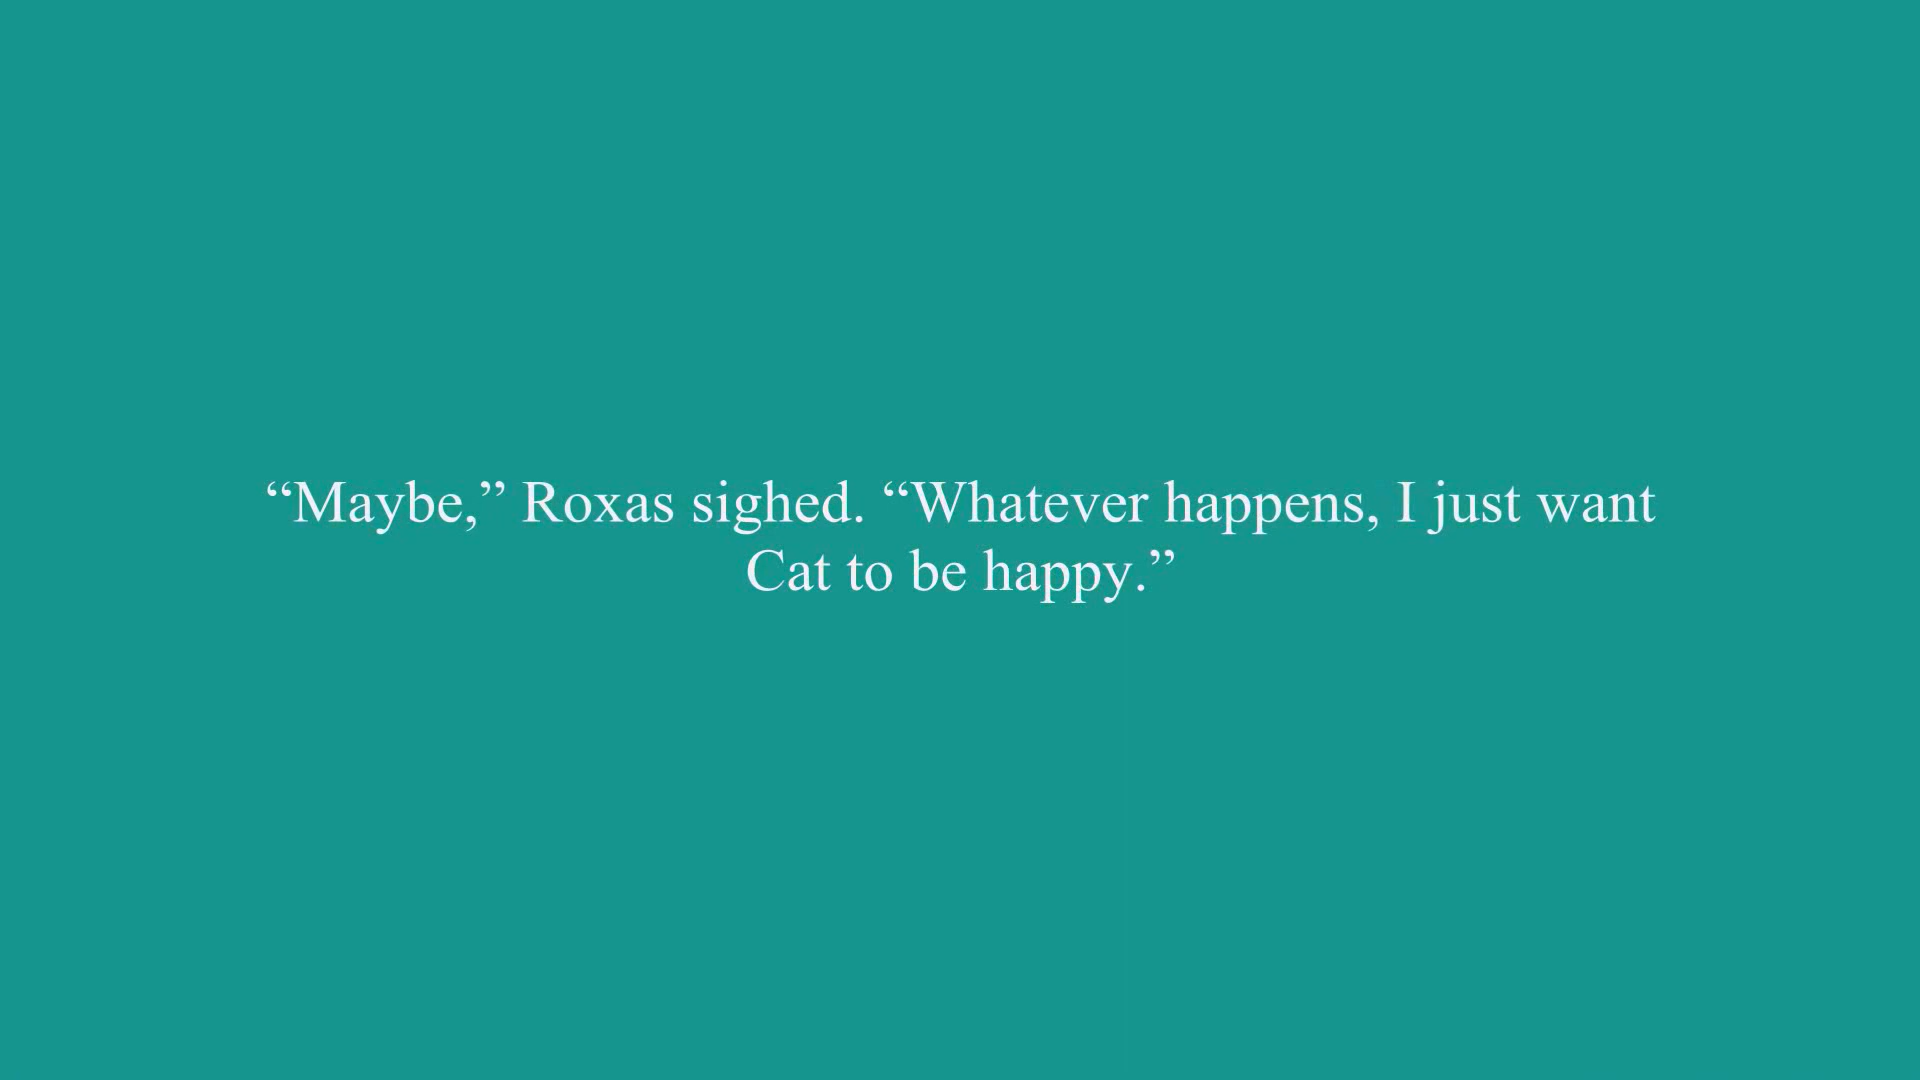 “Maybe,” Roxas sighed. “Whatever happens, I just want
Cat to be happy.”